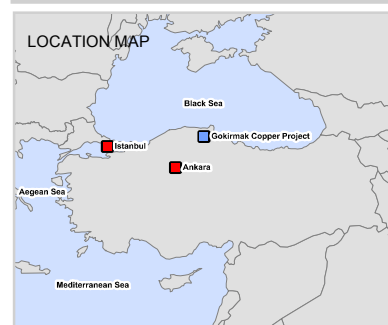 LOCATION MAP
Black Sea
Gokirmak Copper Project
Istanbul
Ankara
Aegean Sea
Mediterranean Sea